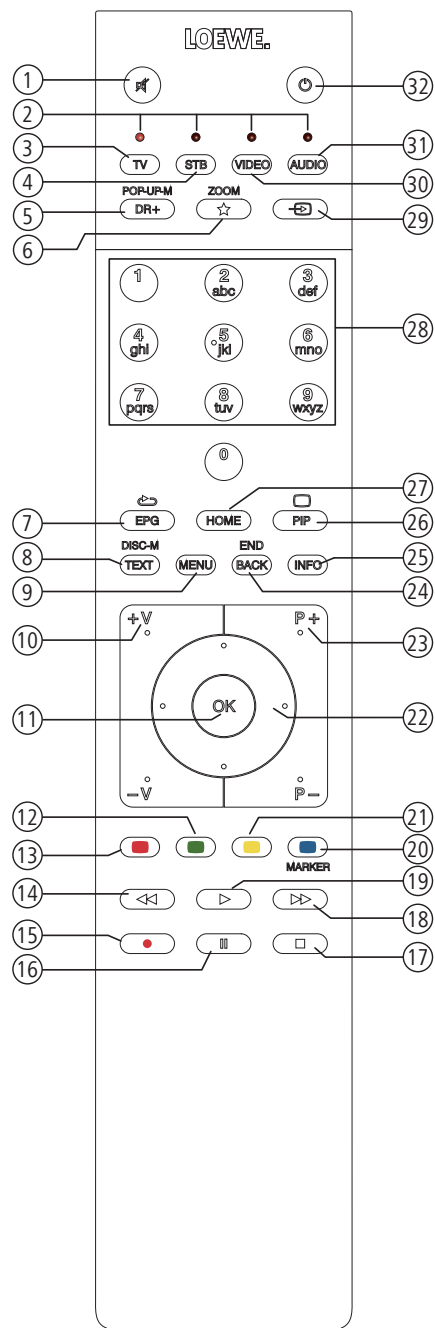 LOEWE.
1 32
2
3 TV STB VIDEO AUDIO 31
4 30
POP-UP-M ZOOM
5 DR+ 29
6
1 2 3
abc def
4 5 6 28
ghi jkl mno
7 8 9
pqrs tuv wxyz
0
27
7 EPG HOME PIP 26
DISC-M END
8 TEXT MENU BACK INFO 25
9 24
10 +V P+ 23
11 OK 22
–V P–
12 21
13 20
MARKER
14 19
18
15
16 17